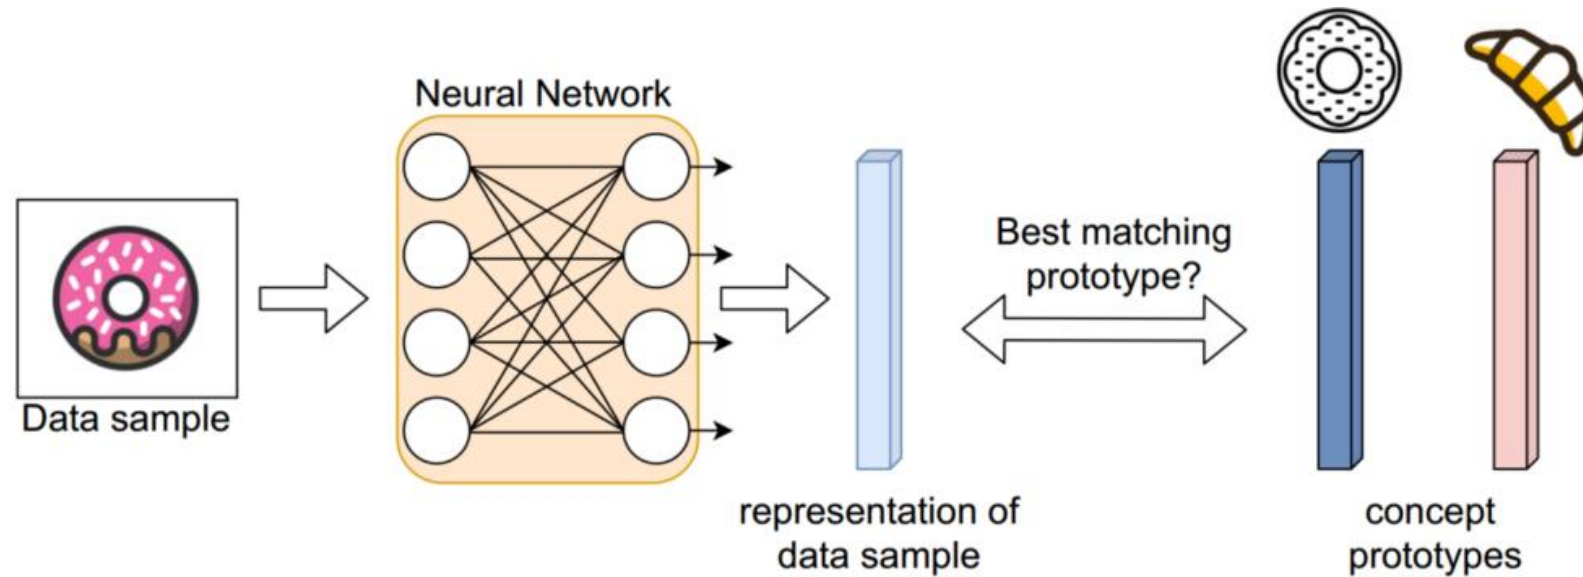 Neural Network
Data sample
representation of
data sample
Best matching
prototype?
concept
prototypes